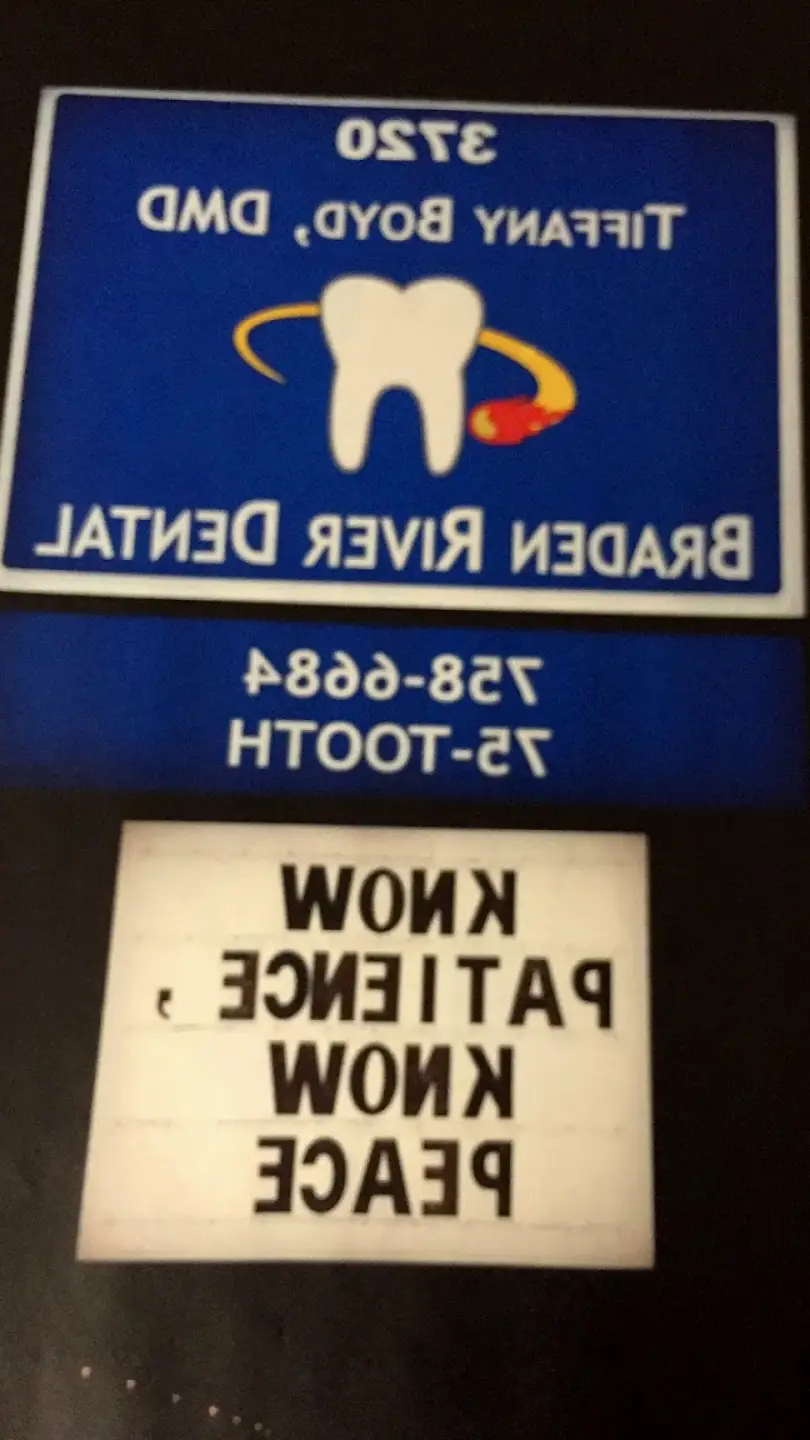 3720
TIFFANY BOYD, DMD
BRADEN RIVER DENTAL
758-6684
75-TOOTH
KNOW
PATIENCE,
KNOW
PEACE